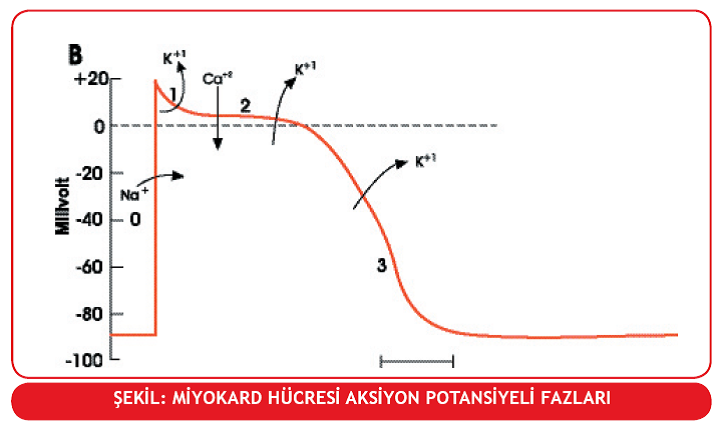 B
K+1
+20
1
Ca+2
K+1
2
0
-20
K+1
Na+
Milivolt
-40
0
-60
3
-80
-100
ŞEKİL: MİYOKARD HÜCRESİ AKSİYON POTANSİYELİ FAZLARI